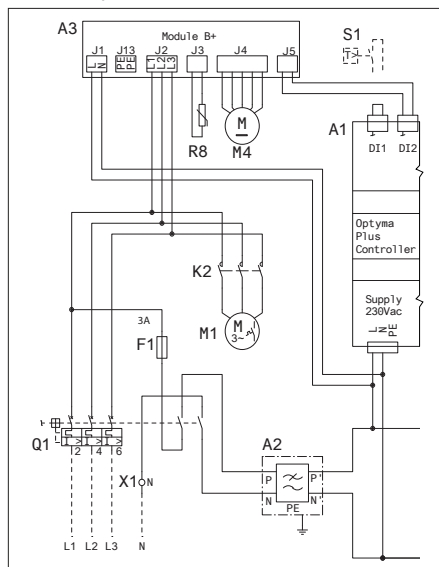 A3
Module B+
S1
J1 J13 J2 J3 J4 J5
L N PE PE L1 L2 L3
A1
R8
M
M4
DI1 DI2
Optyma
Plus
Controller
K2
Supply
230Vac
3A
F1
M1
M
3~
L N PE
Q1
I > I > I >
2 4 6
A2
X1 N
P P'
N N'
PE
L1 L2 L3 N